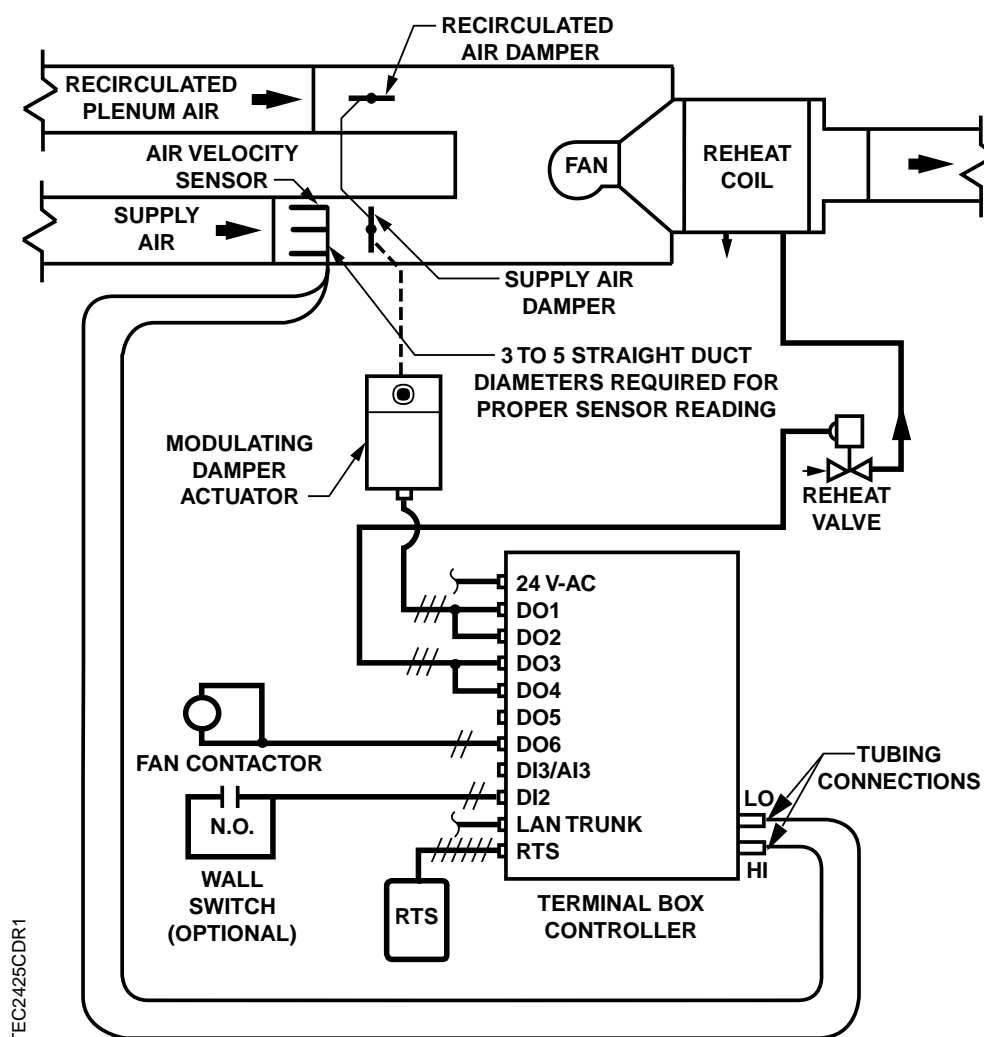 RECIRCULATED
AIR DAMPER
RECIRCULATED
PLENUM AIR
AIR VELOCITY
SENSOR
FAN
REHEAT
COIL
SUPPLY
AIR
SUPPLY AIR
DAMPER
3 TO 5 STRAIGHT DUCT
DIAMETERS REQUIRED FOR
PROPER SENSOR READING
MODULATING
DAMPER
ACTUATOR
REHEAT
VALVE
24 V-AC
DO1
DO2
DO3
DO4
DO5
DO6
DI3/AI3
DI2
LAN TRUNK
RTS
FAN CONTACTOR
N.O.
WALL
SWITCH
(OPTIONAL)
RTS
TUBING
CONNECTIONS
LO
HI
TERMINAL BOX
CONTROLLER
TEC2425CDR1